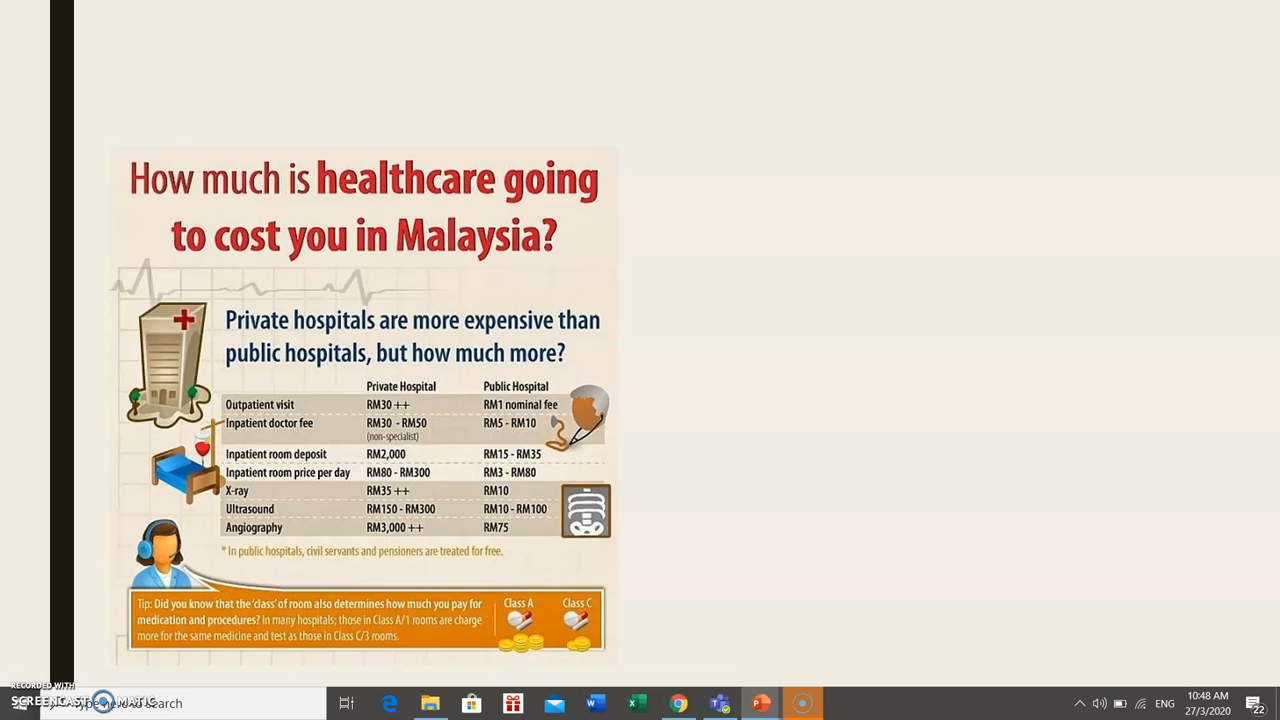 How much is healthcare going
to cost you in Malaysia?
Private hospitals are more expensive than
public hospitals, but how much more?
Private Hospital Public Hospital
Outpatient visit RM30 ++ RM1 nominal fee
Inpatient doctor fee RM30 - RM50 RM5 - RM10
(non-specialist)
Inpatient room deposit RM2,000 RM15 - RM35
Inpatient room price per day RM80 - RM300 RM3 - RM80
X-ray RM35 ++ RM10
Ultrasound RM150 - RM300 RM10 - RM100
Angiography RM3,000 ++ RM75
* In public hospitals, civil servants and pensioners are treated for free.
Tip: Did you know that the 'class' of room also determines how much you pay for
medication and procedures? In many hospitals; those in Class A/1 rooms are charge
more for the same medicine and test as those in Class C/3 rooms.
Class A Class C
RECORDED WITH
SCREENCAST MATIC
Type here to search
ENG
10:48 AM
27/3/2020
22